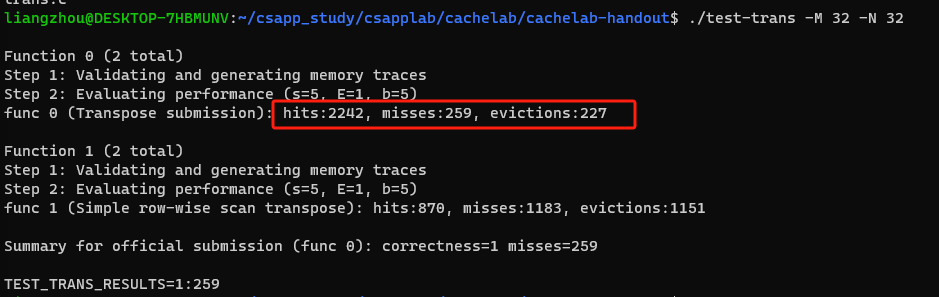 trans.c
liangzhou@DESKTOP-7HBMUNV:~/csapp_study/csapplab/cachelab/cachelab-handout$ ./test-trans -M 32 -N 32
Function 0 (2 total)
Step 1: Validating and generating memory traces
Step 2: Evaluating performance (s=5, E=1, b=5)
func 0 (Transpose submission): hits:2242, misses:259, evictions:227
Function 1 (2 total)
Step 1: Validating and generating memory traces
Step 2: Evaluating performance (s=5, E=1, b=5)
func 1 (Simple row-wise scan transpose): hits:870, misses:1183, evictions:1151
Summary for official submission (func 0): correctness=1 misses=259
TEST_TRANS_RESULTS=1:259